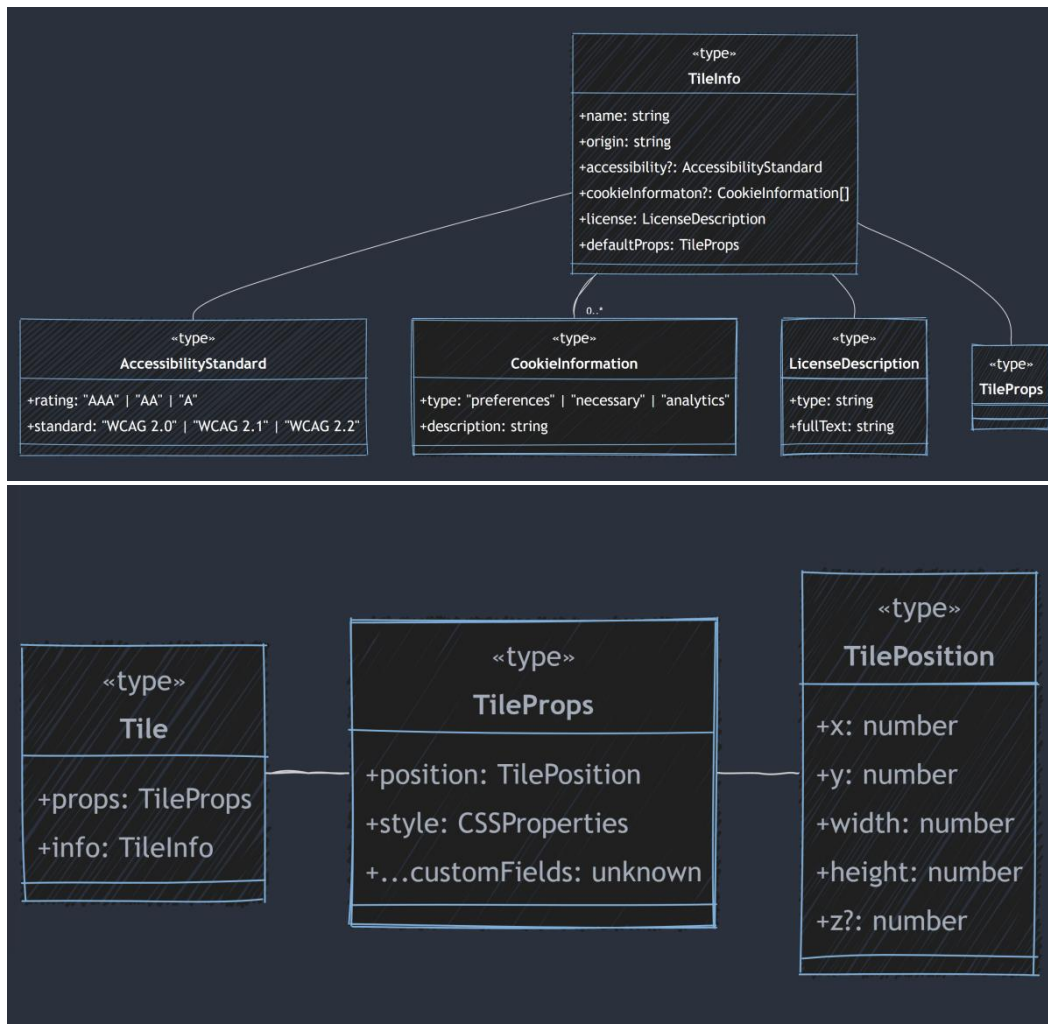 «type»
TileInfo
+name: string
+origin: string
+accessibility?: AccessibilityStandard
+cookieInformaton?: CookieInformation[]
+license: LicenseDescription
+defaultProps: TileProps
0..*
«type»
AccessibilityStandard
+rating: "AAA" | "AA" | "A"
+standard: "WCAG 2.0" | "WCAG 2.1" | "WCAG 2.2"
«type»
CookieInformation
+type: "preferences" | "necessary" | "analytics"
+description: string
«type»
LicenseDescription
+type: string
+fullText: string
«type»
TileProps
«type»
Tile
+props: TileProps
+info: TileInfo
«type»
TileProps
+position: TilePosition
+style: CSSProperties
+...customFields: unknown
«type»
TilePosition
+x: number
+y: number
+width: number
+height: number
+z?: number